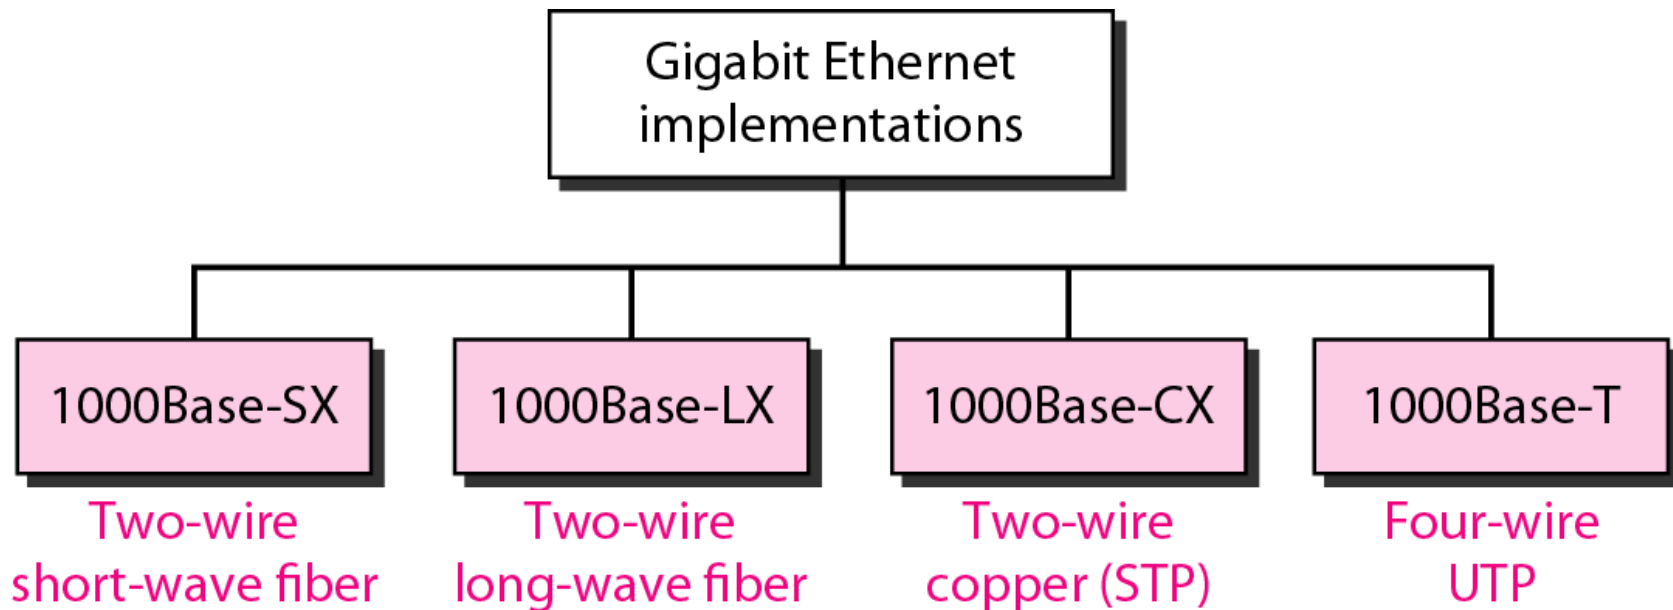 Gigabit Ethernet
implementations
1000Base-SX
1000Base-LX
1000Base-CX
1000Base-T
Two-wire
short-wave fiber
Two-wire
long-wave fiber
Two-wire
copper (STP)
Four-wire
UTP